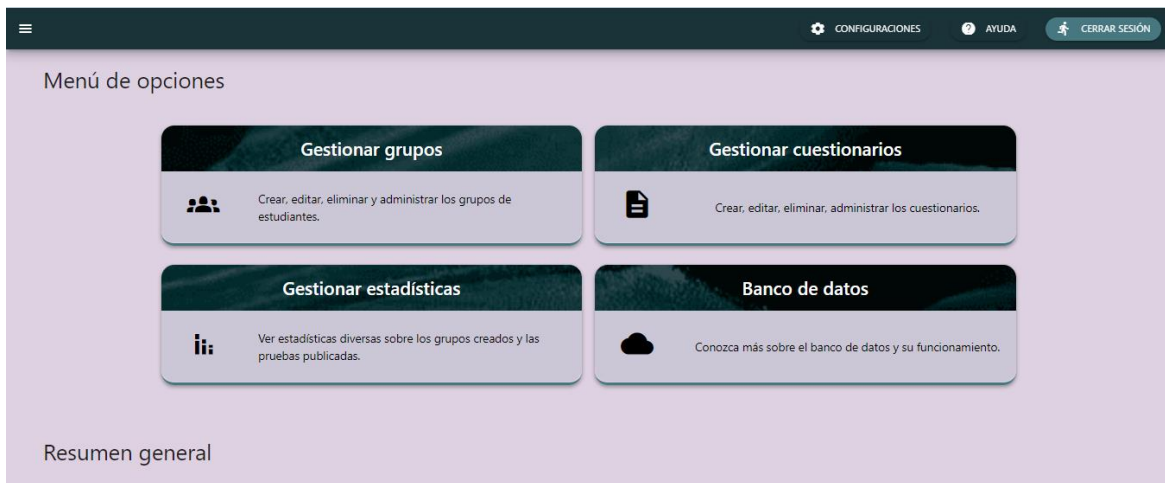 CONFIGURACIONES
AYUDA
CERRAR SESIÓN
Menú de opciones
Gestionar grupos
Crear, editar, eliminar y administrar los grupos de
estudiantes.
Gestionar cuestionarios
Crear, editar, eliminar, administrar los cuestionarios.
Gestionar estadísticas
Ver estadísticas diversas sobre los grupos creados y las
pruebas publicadas.
Banco de datos
Conozca más sobre el banco de datos y su funcionamiento.
Resumen general